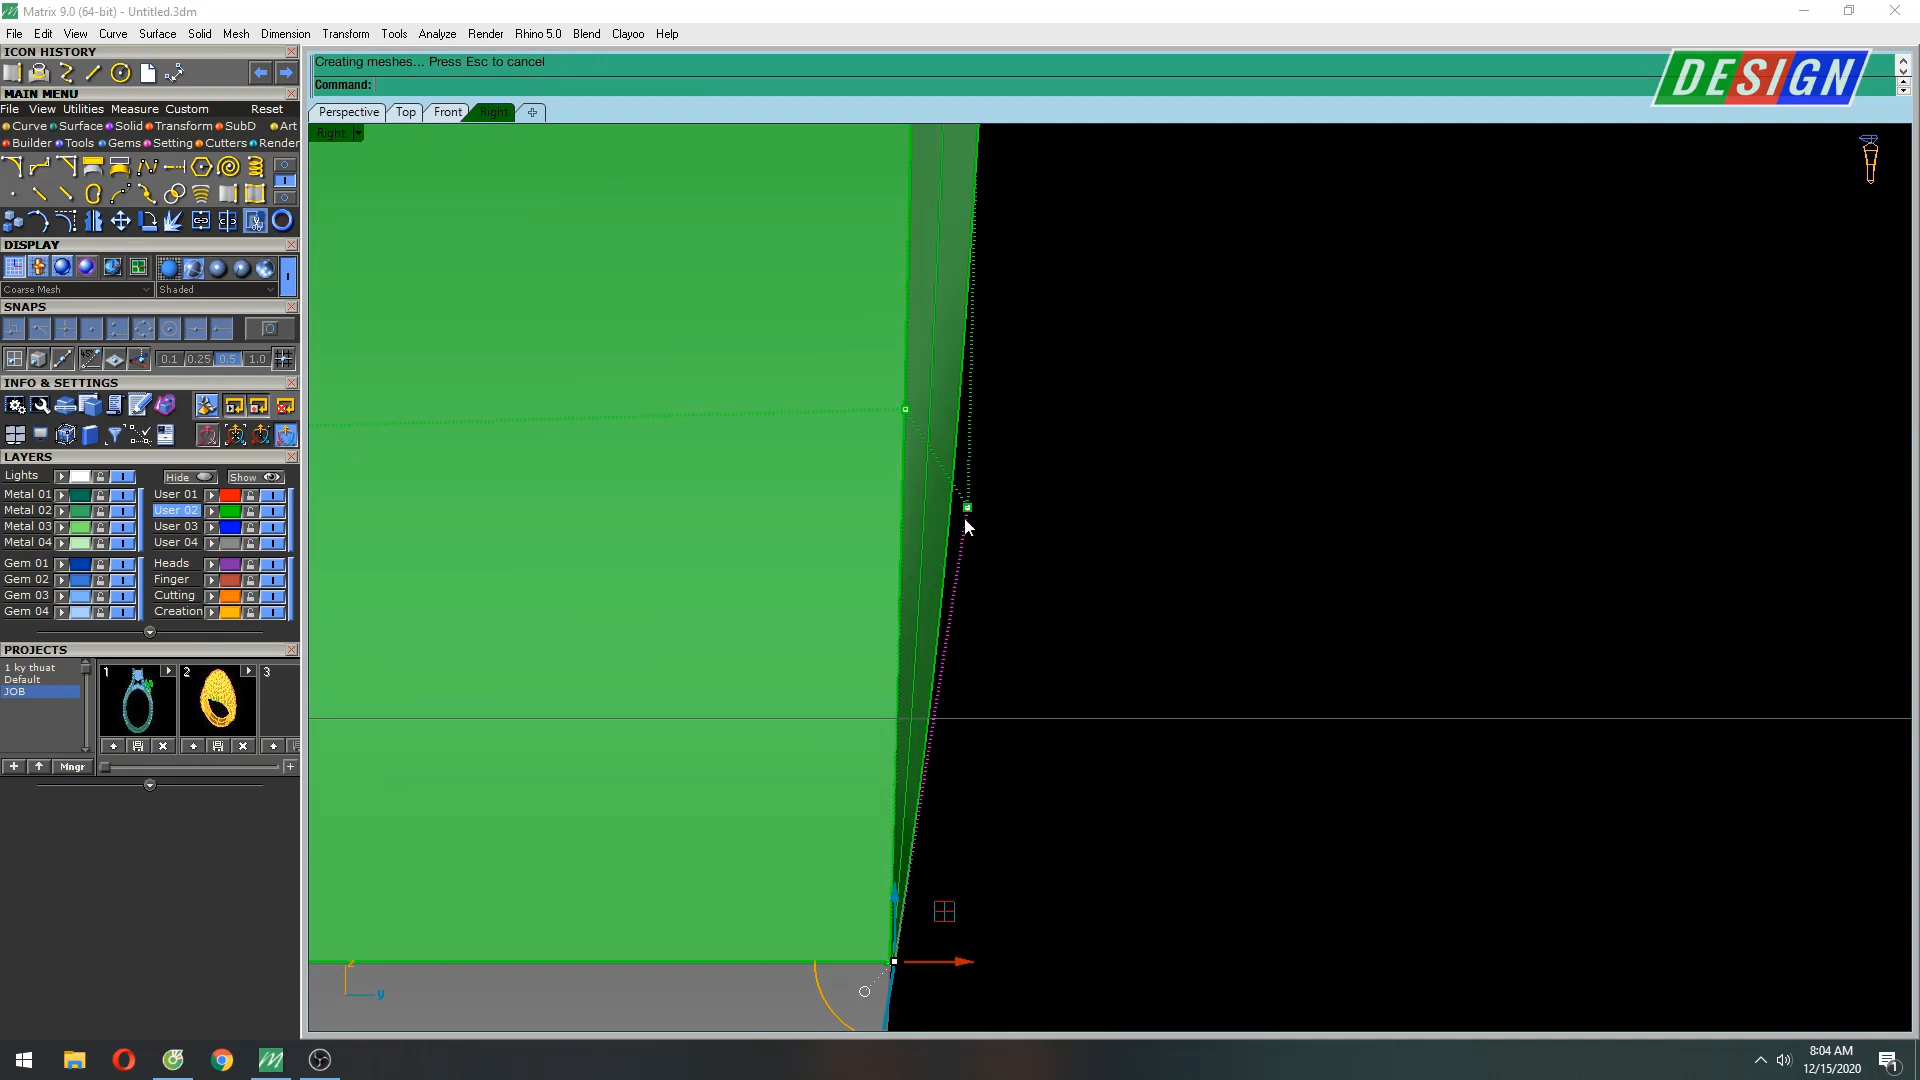 Matrix 9.0 (64-bit) - Untitled.3dm
File Edit View Curve Surface Solid Mesh Dimension Transform Tools Analyze Render Rhino 5.0 Blend Clayoo Help
ICON HISTORY
Creating meshes... Press Esc to cancel
Command:
DESIGN
MAIN MENU
File View Utilities Measure Custom Reset
Curve Surface Solid Transform SubD Art
Builder Tools Gems Setting Cutters Render
Perspective Top Front Right
Right
DISPLAY
Coarse Mesh Shaded
SNAPS
0.1 0.25 0.5 1.0
INFO & SETTINGS
LAYERS
Lights Hide Show
Metal 01 User 01
Metal 02 User 02
Metal 03 User 03
Metal 04 User 04
Gem 01 Heads
Gem 02 Finger
Gem 03 Cutting
Gem 04 Creation
PROJECTS
1 ky thuat
Default
JOB
1 2 3
Mngr
z
y
8:04 AM
12/15/2020
1